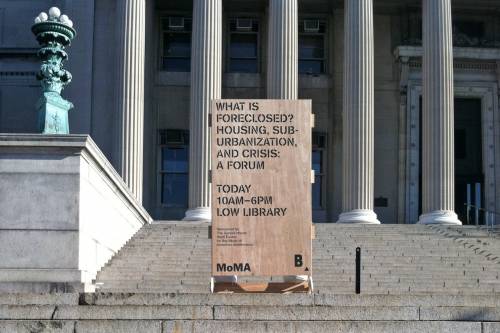 WHAT IS
FORECLOSED?
HOUSING, SUB-
URBANIZATION,
AND CRISIS:
A FORUM
TODAY
10AM–6PM
LOW LIBRARY
MoMA
B